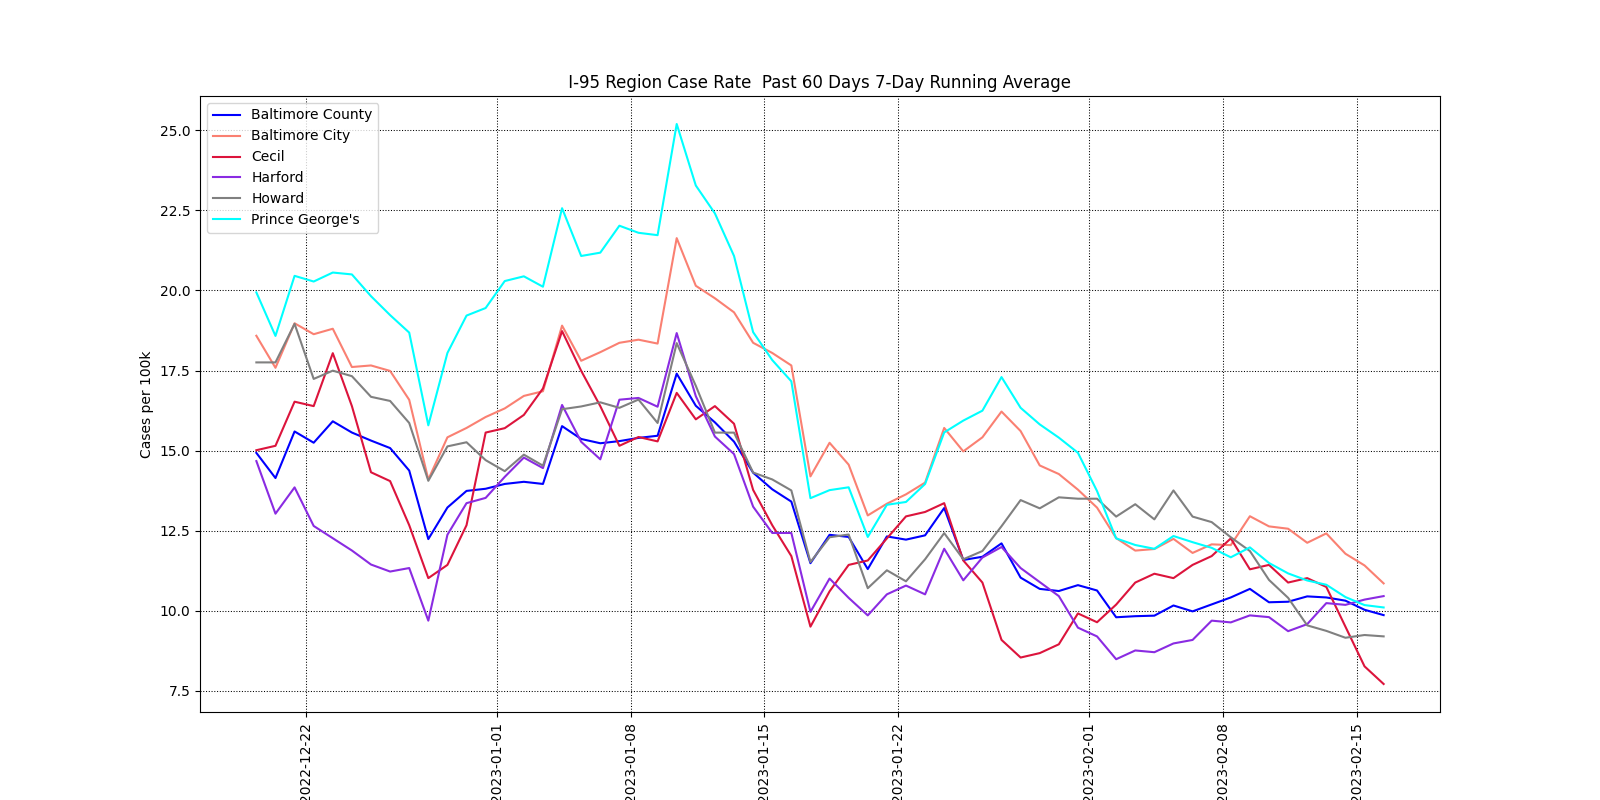 I-95 Region Case Rate  Past 60 Days 7-Day Running Average
Baltimore County
Baltimore City
Cecil
Harford
Howard
Prince George's
Cases per 100k
25.0
22.5
20.0
17.5
15.0
12.5
10.0
7.5
2022-12-22
2023-01-01
2023-01-08
2023-01-15
2023-01-22
2023-02-01
2023-02-08
2023-02-15